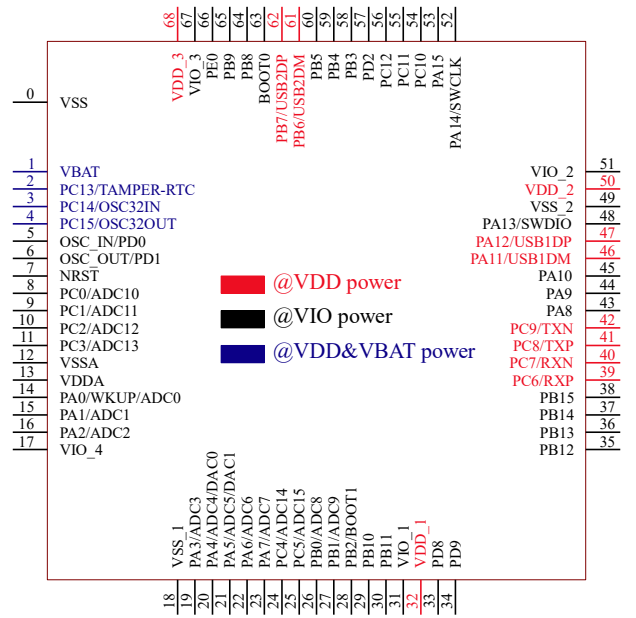 68 67 66 65 64 63 62 61 60 59 58 57 56 55 54 53 52
VDD_3
VIO_3
PE0
PB9
PB8
BOOT0
PB7/USB2DP
PB6/USB2DM
PB5
PB4
PB3
PD2
PC12
PC11
PC10
PA15
PA14/SWCLK
0 VSS
1 VBAT
2 PC13/TAMPER-RTC
3 PC14/OSC32IN
4 PC15/OSC32OUT
5 OSC_IN/PD0
6 OSC_OUT/PD1
7 NRST
8 PC0/ADC10
9 PC1/ADC11
10 PC2/ADC12
11 PC3/ADC13
12 VSSA
13 VDDA
14 PA0/WKUP/ADC0
15 PA1/ADC1
16 PA2/ADC2
17 VIO_4
@VDD power
@VIO power
@VDD&VBAT power
VIO_2 51
VDD_2 50
VSS_2 49
PA13/SWDIO 48
PA12/USB1DP 47
PA11/USB1DM 46
PA10 45
PA9 44
PA8 43
PC9/TXN 42
PC8/TXP 41
PC7/RXN 40
PC6/RXP 39
PB15 38
PB14 37
PB13 36
PB12 35
VSS_1
PA3/ADC3
PA4/ADC4/DAC0
PA5/ADC5/DAC1
PA6/ADC6
PA7/ADC7
PC4/ADC14
PC5/ADC15
PB0/ADC8
PB1/ADC9
PB2/BOOT1
PB10
PB11
VIO_1
VDD_1
PD8
PD9
18 19 20 21 22 23 24 25 26 27 28 29 30 31 32 33 34